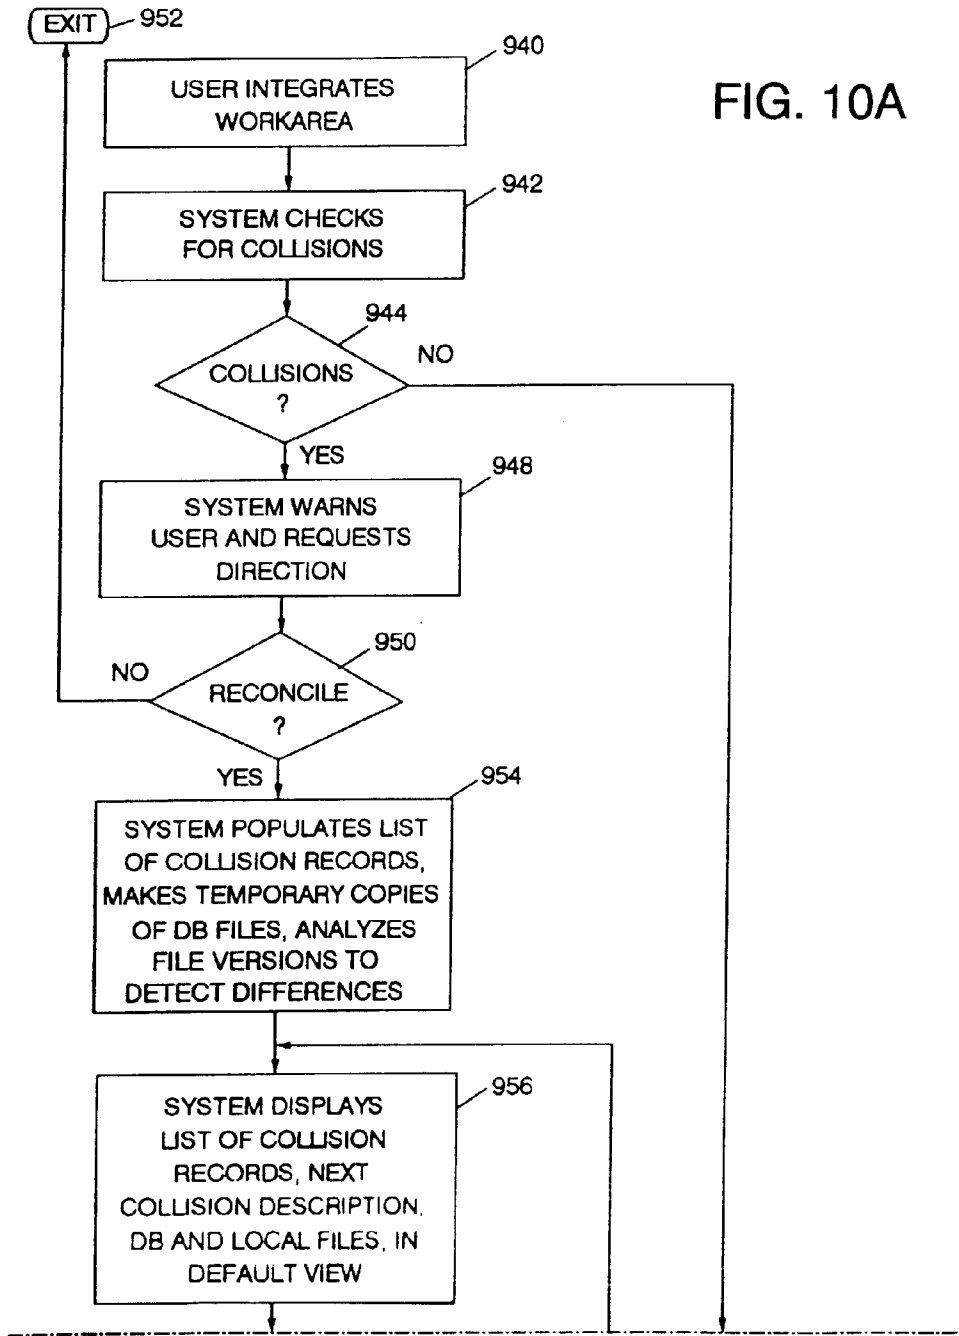 EXIT
952
940
USER INTEGRATES
WORKAREA
FIG. 10A
942
SYSTEM CHECKS
FOR COLLISIONS
944
COLLISIONS
?
NO
YES
948
SYSTEM WARNS
USER AND REQUESTS
DIRECTION
950
NO
RECONCILE
?
YES
954
SYSTEM POPULATES LIST
OF COLLISION RECORDS,
MAKES TEMPORARY COPIES
OF DB FILES, ANALYZES
FILE VERSIONS TO
DETECT DIFFERENCES
956
SYSTEM DISPLAYS
LIST OF COLLISION
RECORDS, NEXT
COLLISION DESCRIPTION,
DB AND LOCAL FILES, IN
DEFAULT VIEW